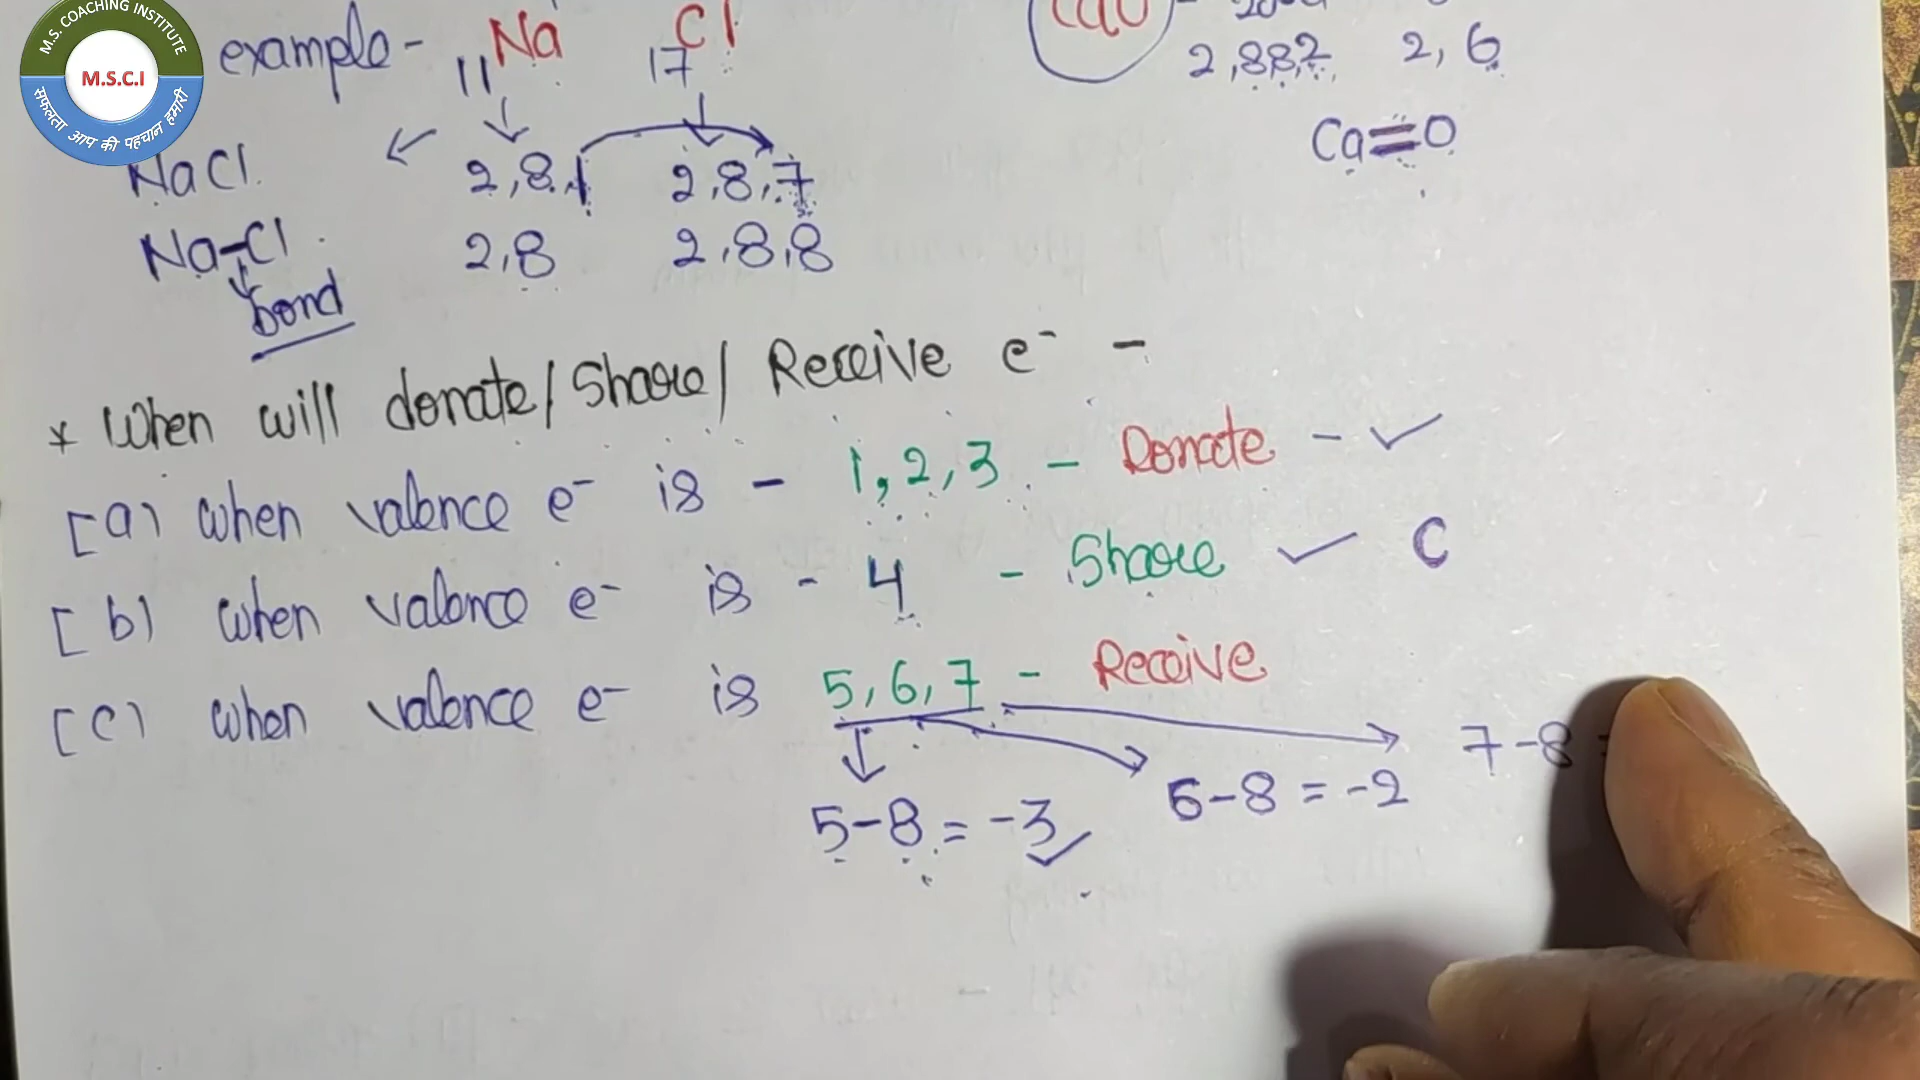 M.S. COACHING INSTITUTE
M.S.C.I
सफलता आप की पहचान हमारी
example - 11Na 17Cl
CaO
2,8,8,2 2,6
Ca=O
NaCl. 2,8,1 2,8,7
Na-Cl 2,8 2,8,8
bond
* When will donate/Share/Receive e⁻ -
[a) when valence e⁻ is - 1,2,3 - Donate - ✓
[b) when valence e⁻ is - 4 - Share ✓ C
[c) when valence e⁻ is 5,6,7 - Receive
5-8 = -3 ✓ 6-8 = -2 7-8